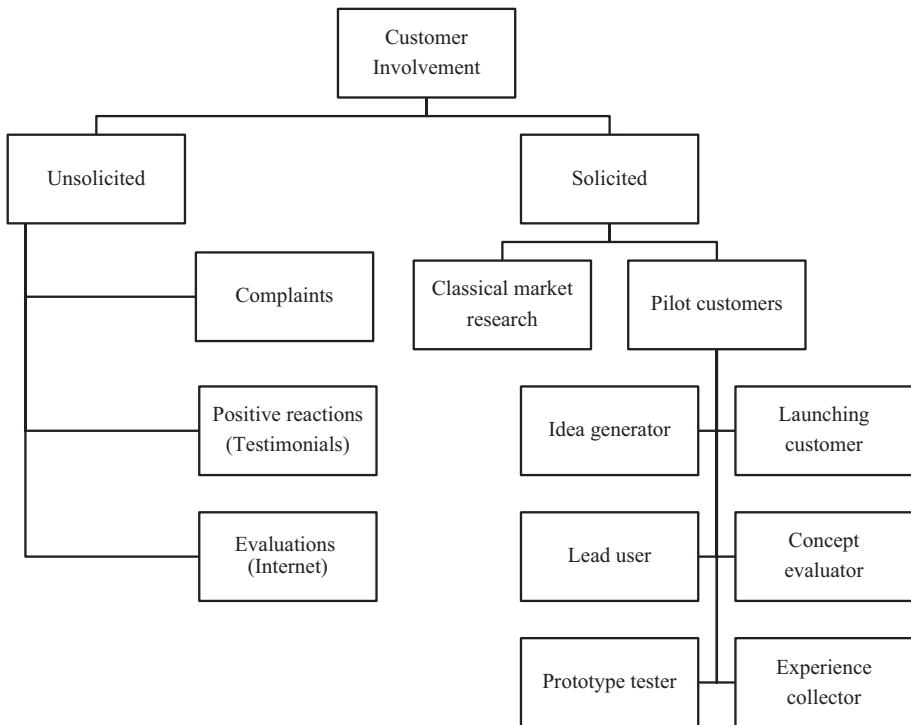 Customer
Involvement
Unsolicited
Solicited
Complaints
Classical market
research
Pilot customers
Positive reactions
(Testimonials)
Idea generator
Launching
customer
Evaluations
(Internet)
Lead user
Concept
evaluator
Prototype tester
Experience
collector